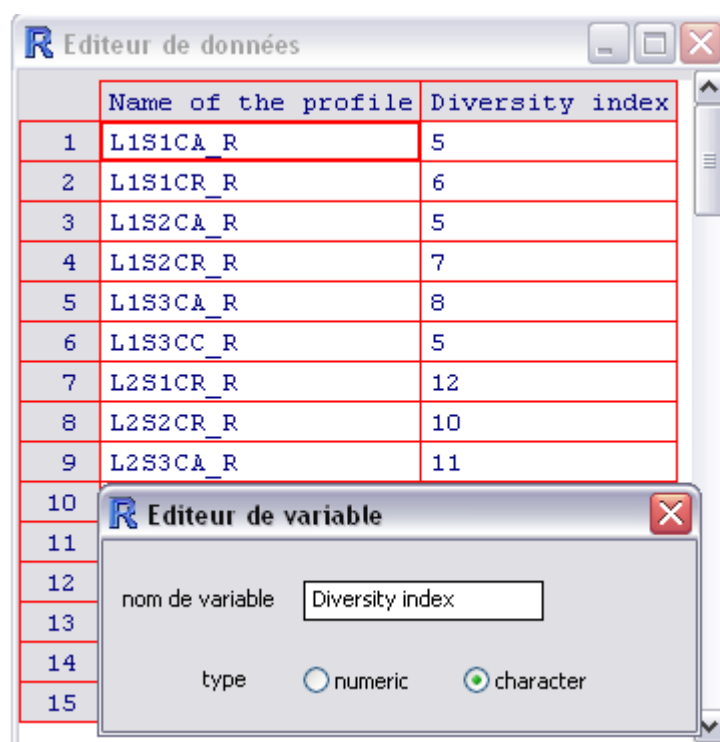 R Editeur de données
Name of the profile Diversity index
1 L1S1CA_R 5
2 L1S1CR_R 6
3 L1S2CA_R 5
4 L1S2CR_R 7
5 L1S3CA_R 8
6 L1S3CC_R 5
7 L2S1CR_R 12
8 L2S2CR_R 10
9 L2S3CA_R 11
10
11
12
13
14
15
R Editeur de variable
nom de variable Diversity index
type numeric character